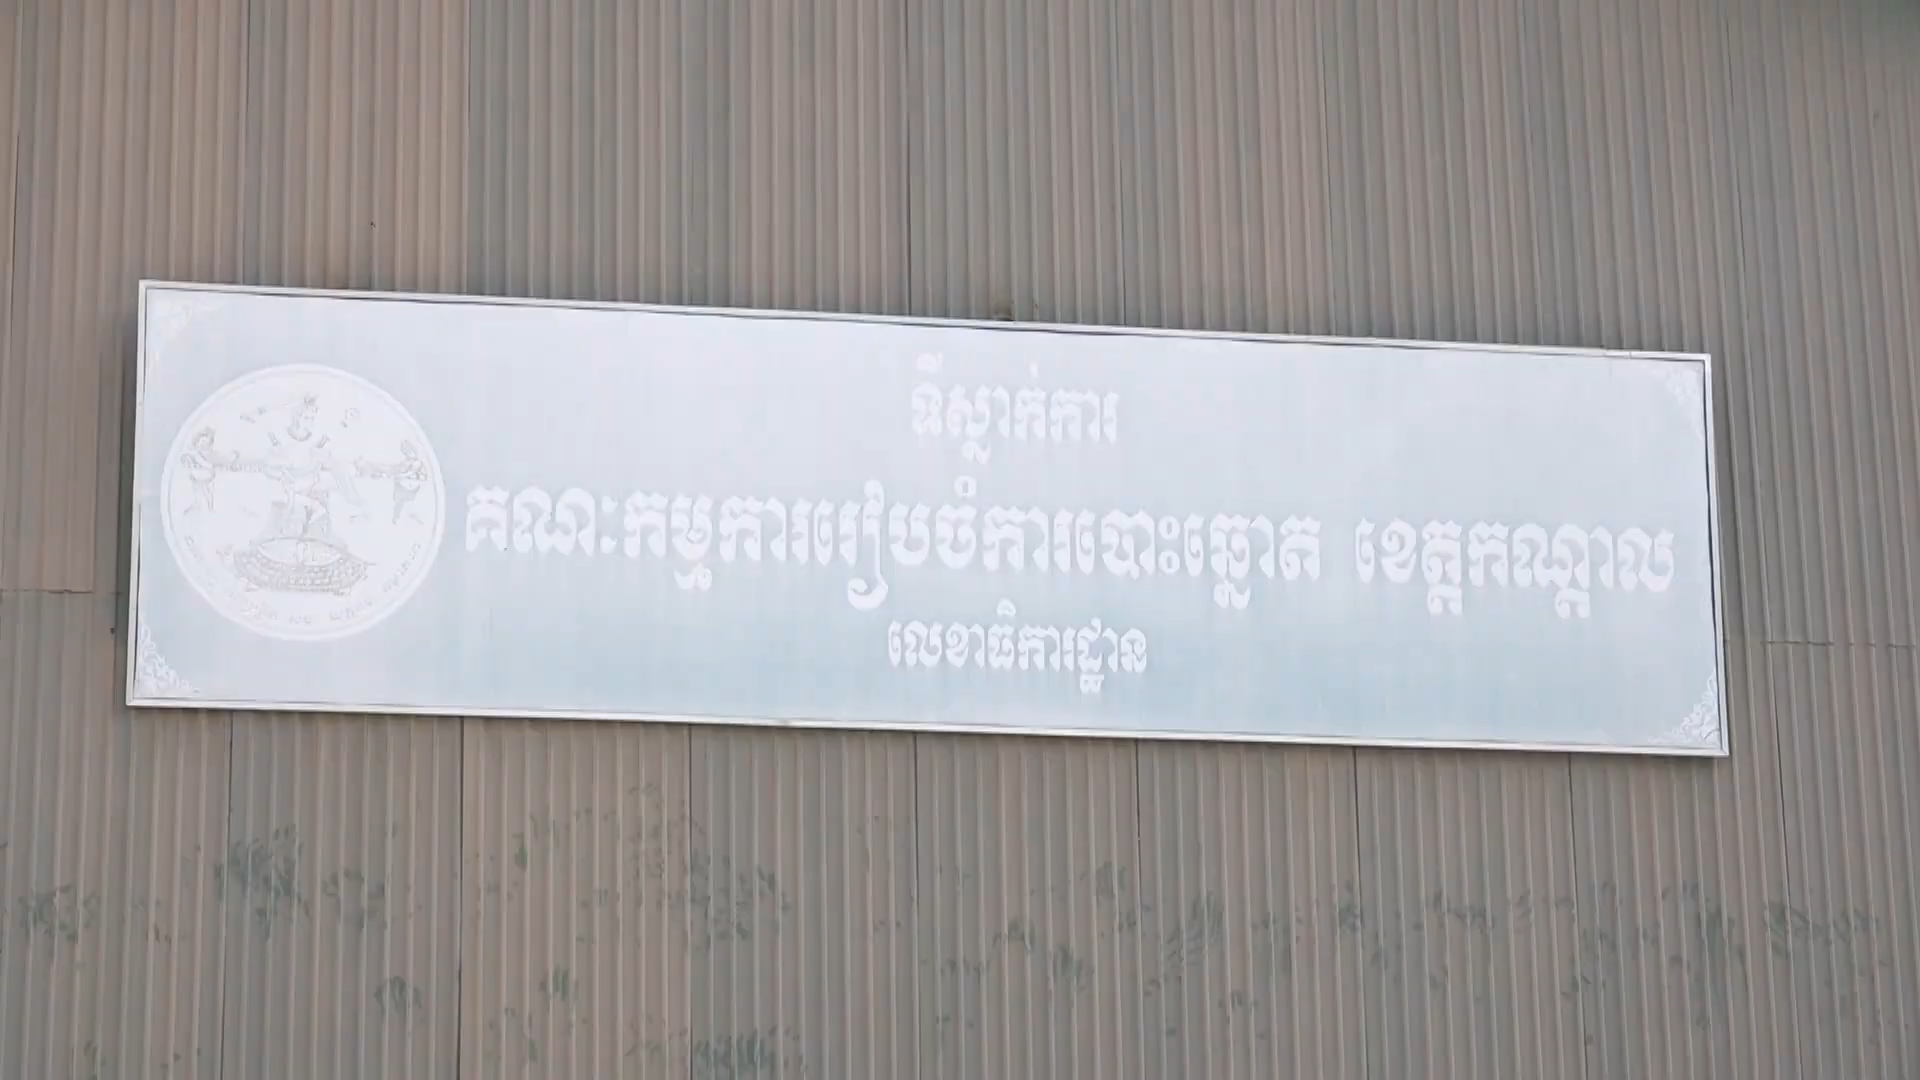 ទីស្នាក់ការ
គណៈកម្មការរៀបចំការបោះឆ្នោត ខេត្តកណ្តាល
លេខាធិការដ្ឋាន